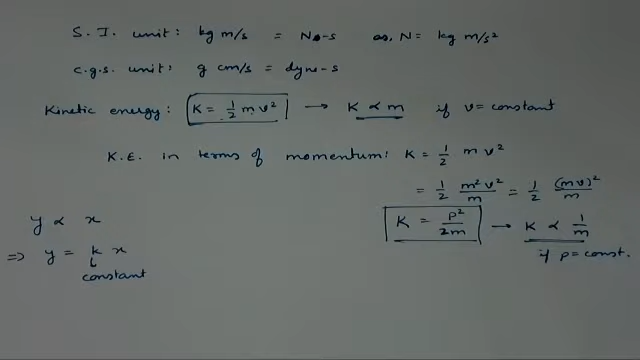 S.I. unit: kg m/s = N-s as, N = kg m/s²
c.g.s. unit: g cm/s = dyne-s
Kinetic energy: K = 1/2 m v² → K ∝ m if v = constant
K.E. in terms of momentum: K = 1/2 m v²
= 1/2 m²v²/m = 1/2 (mv)²/m
K = P²/2m → K ∝ 1/m
if p = const.
y ∝ x
⇒ y = k x
constant